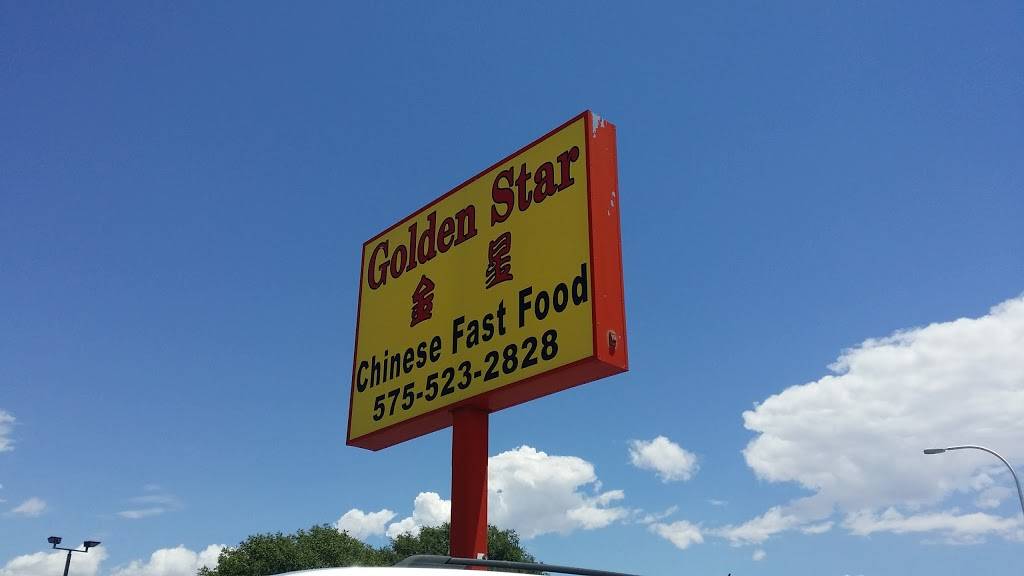 Golden Star
金 星
Chinese Fast Food
575-523-2828